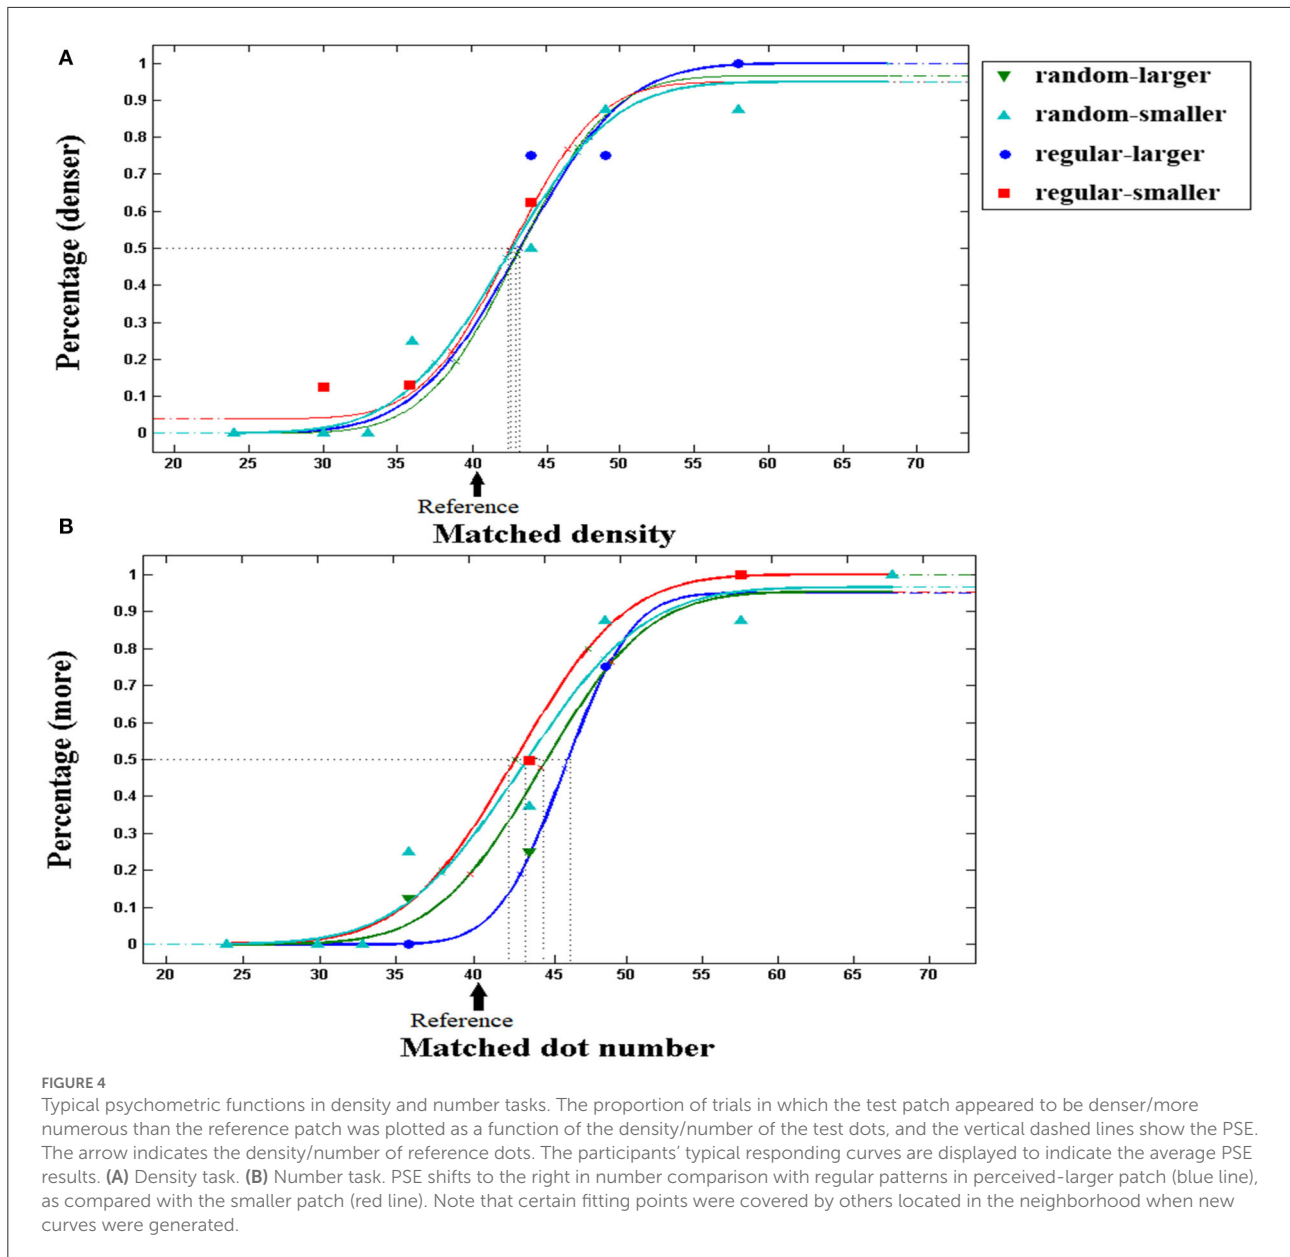 A
1
0.9
0.8
0.7
0.6
0.5
0.4
0.3
0.2
0.1
0
Percentage (denser)
20 25 30 35 40 45 50 55 60 65 70
Reference
Matched density
random-larger
random-smaller
regular-larger
regular-smaller
B
1
0.9
0.8
0.7
0.6
0.5
0.4
0.3
0.2
0.1
0
Percentage (more)
20 25 30 35 40 45 50 55 60 65 70
Reference
Matched dot number
FIGURE 4
Typical psychometric functions in density and number tasks. The proportion of trials in which the test patch appeared to be denser/more
numerous than the reference patch was plotted as a function of the density/number of the test dots, and the vertical dashed lines show the PSE.
The arrow indicates the density/number of reference dots. The participants' typical responding curves are displayed to indicate the average PSE
results. (A) Density task. (B) Number task. PSE shifts to the right in number comparison with regular patterns in perceived-larger patch (blue line),
as compared with the smaller patch (red line). Note that certain fitting points were covered by others located in the neighborhood when new
curves were generated.